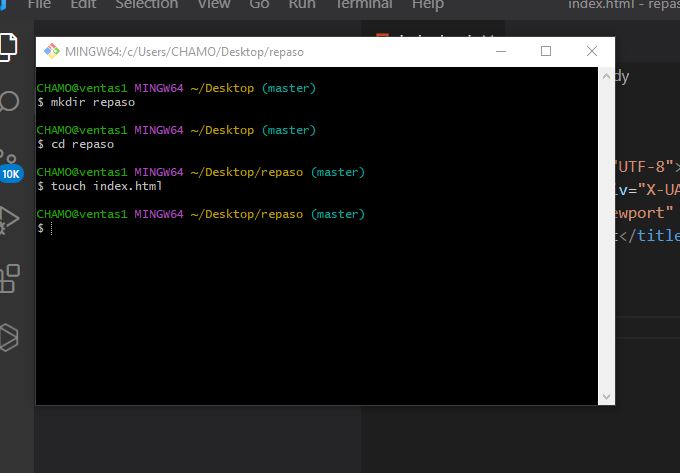 File Edit Selection View Go Run Terminal Help index.html - repas
MINGW64:/c/Users/CHAMO/Desktop/repaso
CHAMO@ventas1 MINGW64 ~/Desktop (master)
$ mkdir repaso
CHAMO@ventas1 MINGW64 ~/Desktop (master)
$ cd repaso
CHAMO@ventas1 MINGW64 ~/Desktop/repaso (master)
$ touch index.html
CHAMO@ventas1 MINGW64 ~/Desktop/repaso (master)
$
10K
dy
"UTF-8">
iv="X-UA
ewport"
t</title